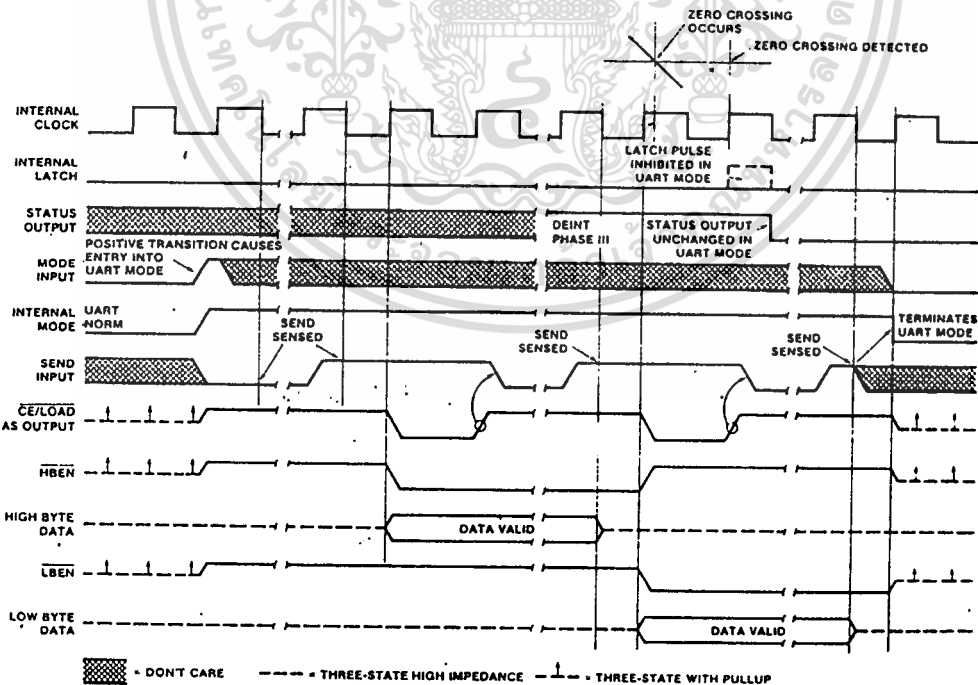 ZERO CROSSING
OCCURS
ZERO CROSSING DETECTED
INTERNAL
CLOCK
LATCH PULSE
INHIBITED IN
UART MODE
INTERNAL
LATCH
STATUS
OUTPUT
DEINT
PHASE III
STATUS OUTPUT
UNCHANGED IN
UART MODE
POSITIVE TRANSITION CAUSES
ENTRY INTO
UART MODE
MODE
INPUT
INTERNAL
MODE
UART
NORM
TERMINATES
UART MODE
SEND
SENSED
SEND
SENSED
SEND
SENSED
SEND
INPUT
CE/LOAD
AS OUTPUT
HBEN
HIGH BYTE
DATA
DATA VALID
LBEN
LOW BYTE
DATA
DATA VALID
= DON'T CARE
= THREE-STATE HIGH IMPEDANCE
= THREE-STATE WITH PULLUP